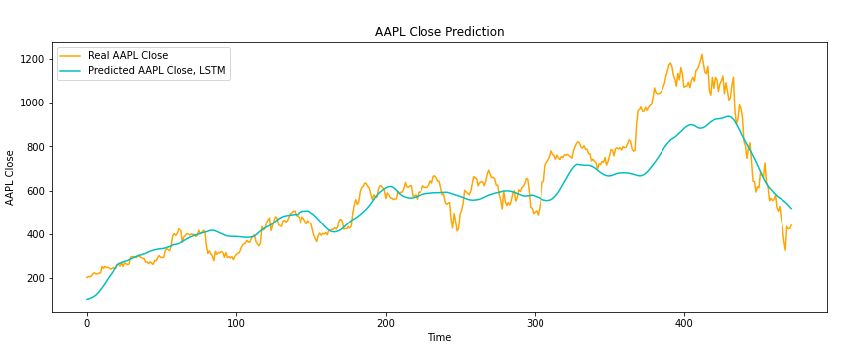 AAPL Close Prediction
Real AAPL Close
Predicted AAPL Close, LSTM
AAPL Close
1200
1000
800
600
400
200
0
100
200
300
400
Time